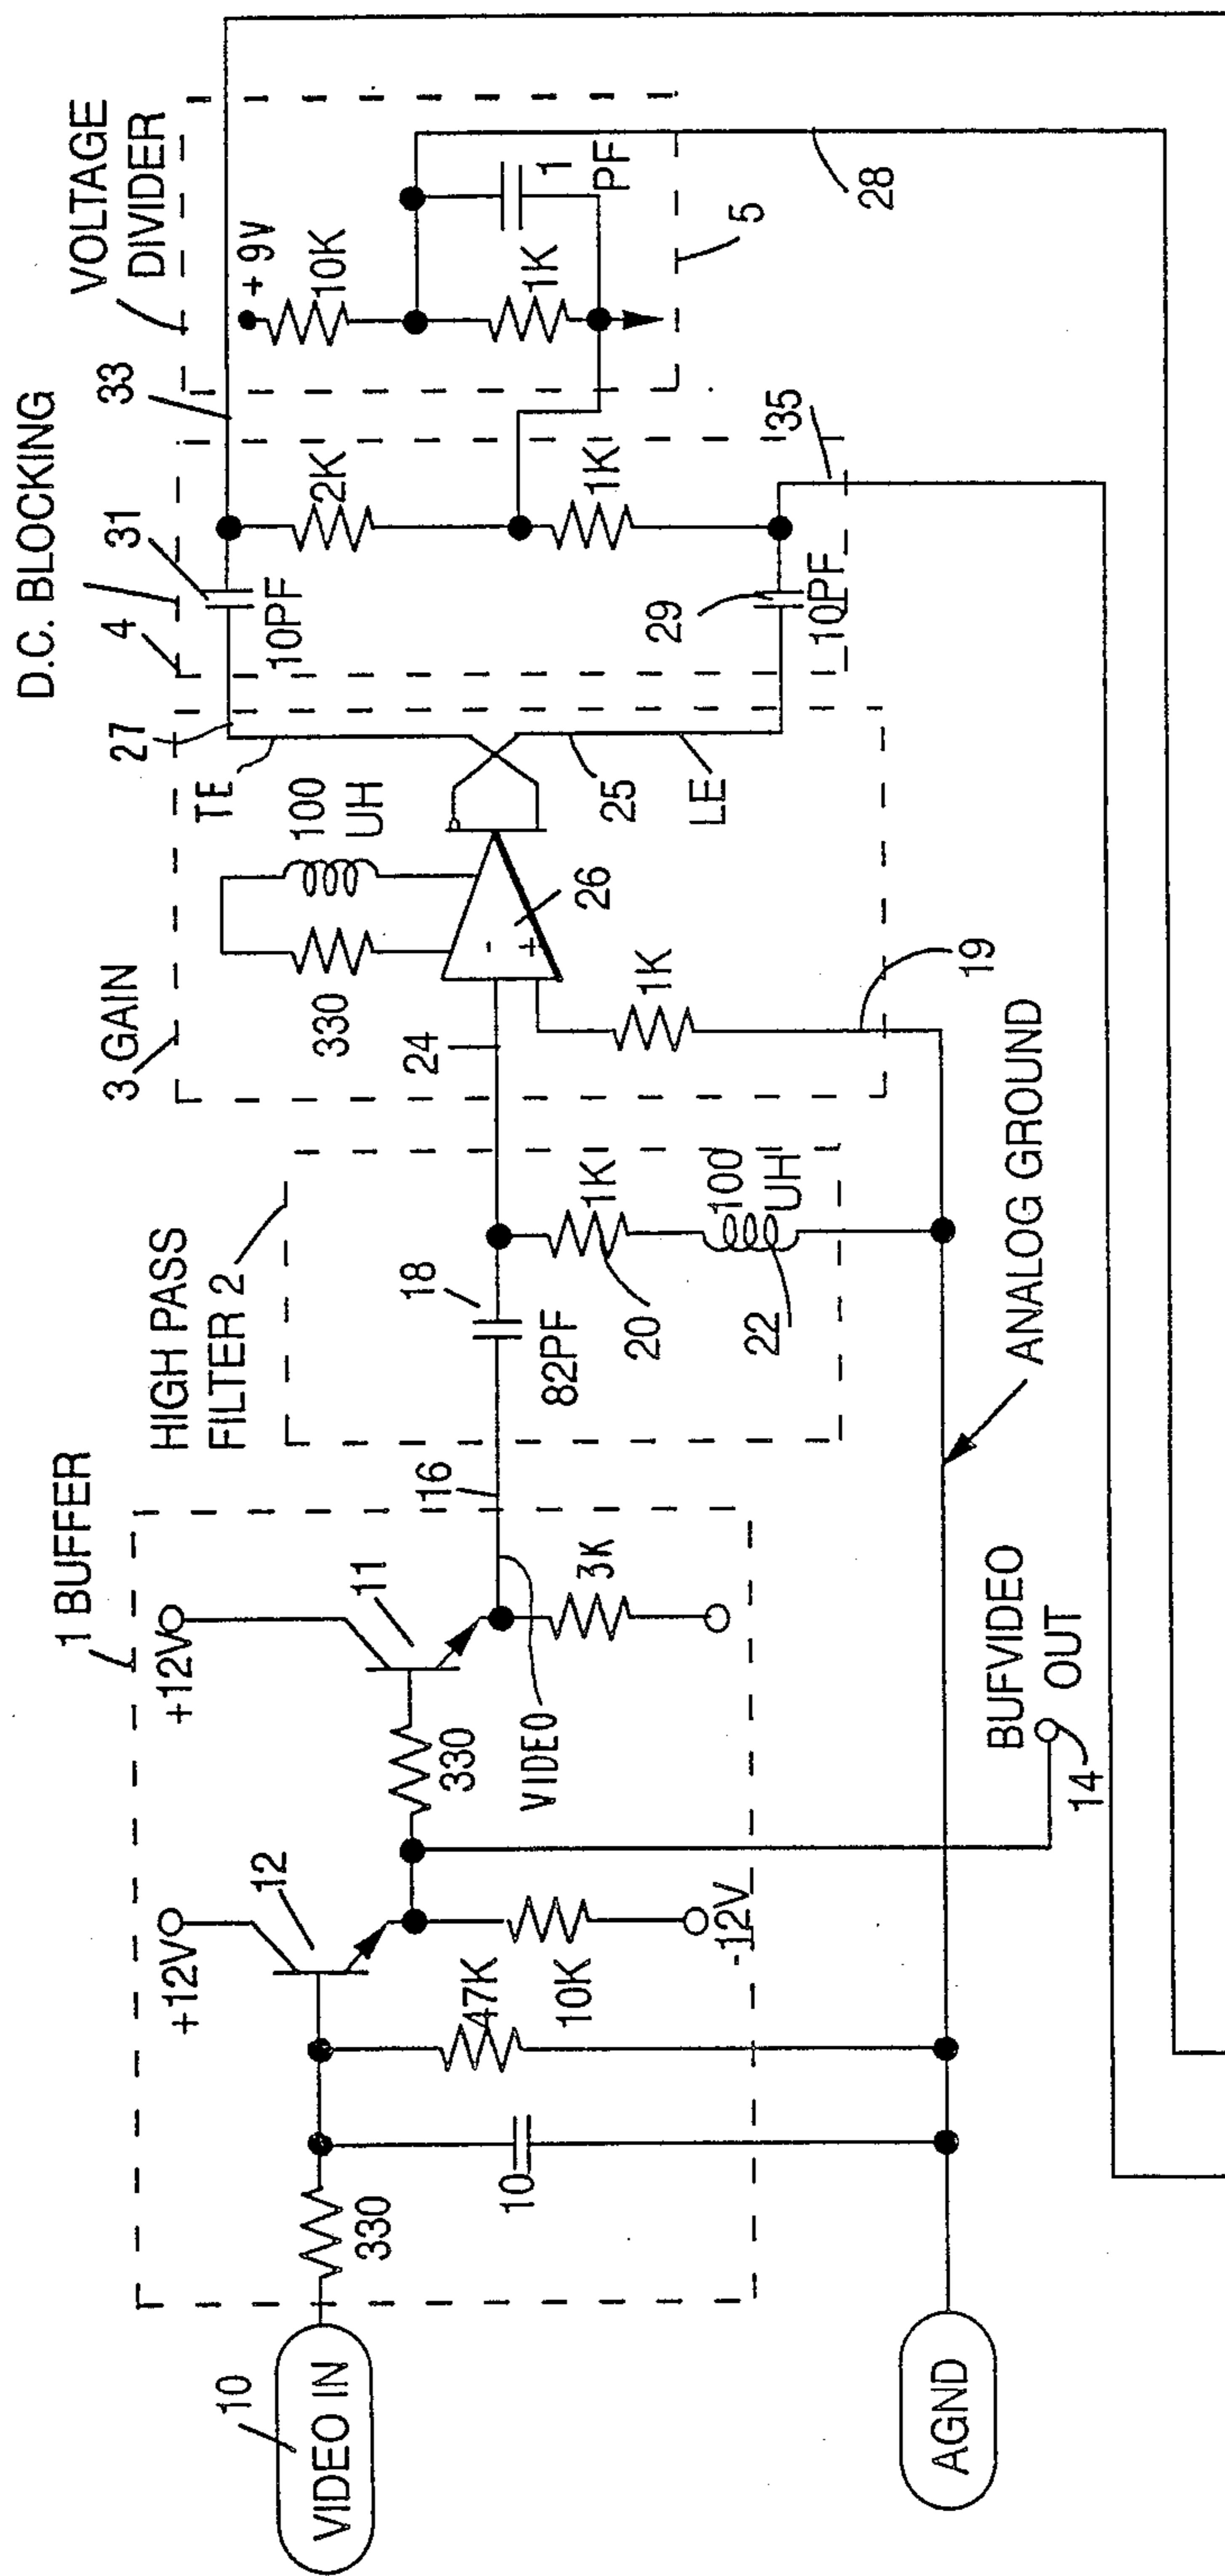 VIDEO IN
10
330
10
47K
+12V
12
10K
-12V
1 BUFFER
+12V
11
330
3K
VIDEO
16
BUFVIDEO
OUT
14
AGND
ANALOG GROUND
HIGH PASS
FILTER 2
18
82PF
1K
20
100
UH
22
3 GAIN
24
330
100
UH
-
+
26
1K
19
TE
27
25
LE
D.C. BLOCKING
4
31
10PF
2K
1K
29
10PF
33
35
VOLTAGE
DIVIDER
+9V
10K
1K
1
PF
5
28